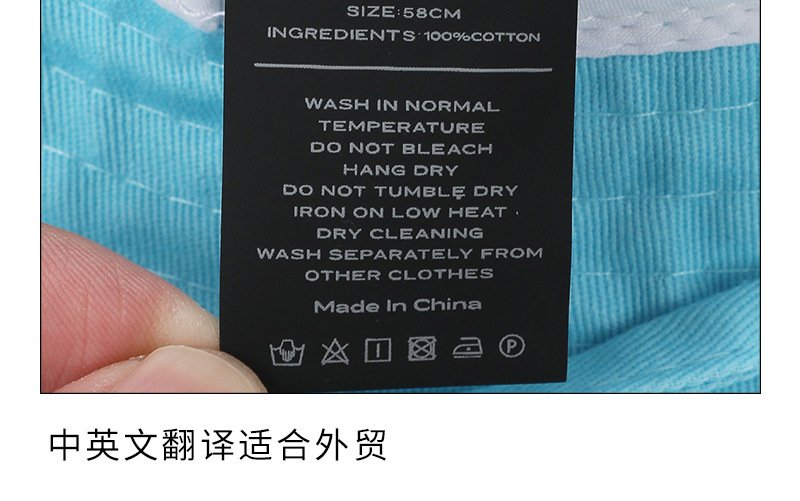 SIZE:58CM
INGREDIENTS:100%COTTON
WASH IN NORMAL
TEMPERATURE
DO NOT BLEACH
HANG DRY
DO NOT TUMBLE DRY
IRON ON LOW HEAT
DRY CLEANING
WASH SEPARATELY FROM
OTHER CLOTHES
Made In China
P
中英文翻译适合外贸